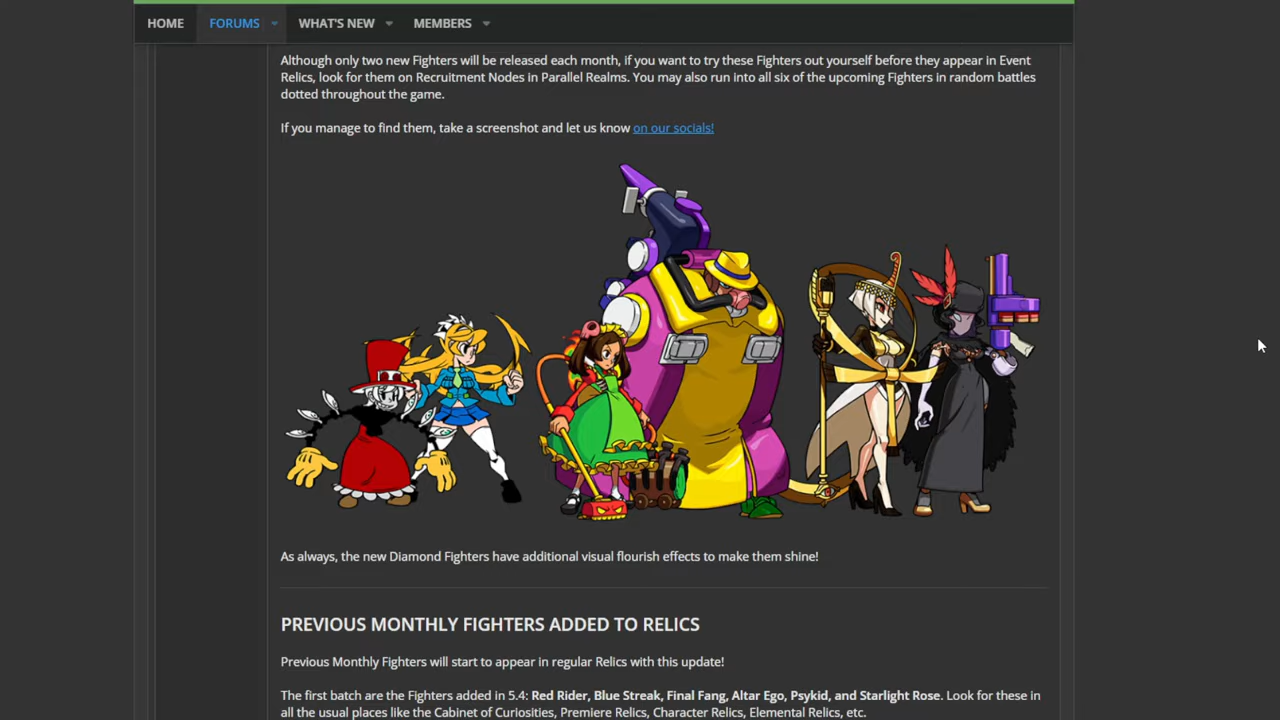 HOME FORUMS WHAT'S NEW MEMBERS
Although only two new Fighters will be released each month, if you want to try these Fighters out yourself before they appear in Event
Relics, look for them on Recruitment Nodes in Parallel Realms. You may also run into all six of the upcoming Fighters in random battles
dotted throughout the game.
If you manage to find them, take a screenshot and let us know on our socials!
As always, the new Diamond Fighters have additional visual flourish effects to make them shine!
PREVIOUS MONTHLY FIGHTERS ADDED TO RELICS
Previous Monthly Fighters will start to appear in regular Relics with this update!
The first batch are the Fighters added in 5.4: Red Rider, Blue Streak, Final Fang, Altar Ego, Psykid, and Starlight Rose. Look for these in
all the usual places like the Cabinet of Curiosities, Premiere Relics, Character Relics, Elemental Relics, etc.